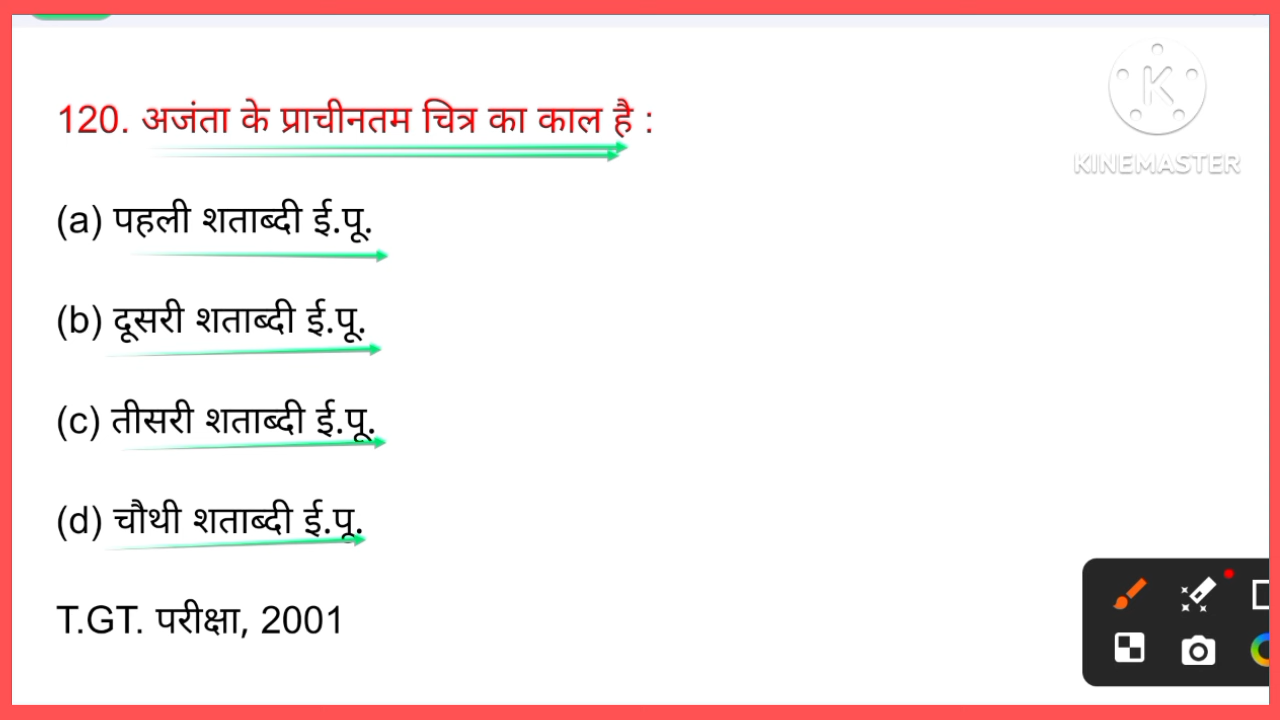 120. अजंता के प्राचीनतम चित्र का काल है :
KINEMASTER
(a) पहली शताब्दी ई.पू.
(b) दूसरी शताब्दी ई.पू.
(c) तीसरी शताब्दी ई.पू.
(d) चौथी शताब्दी ई.पू.
T.GT. परीक्षा, 2001